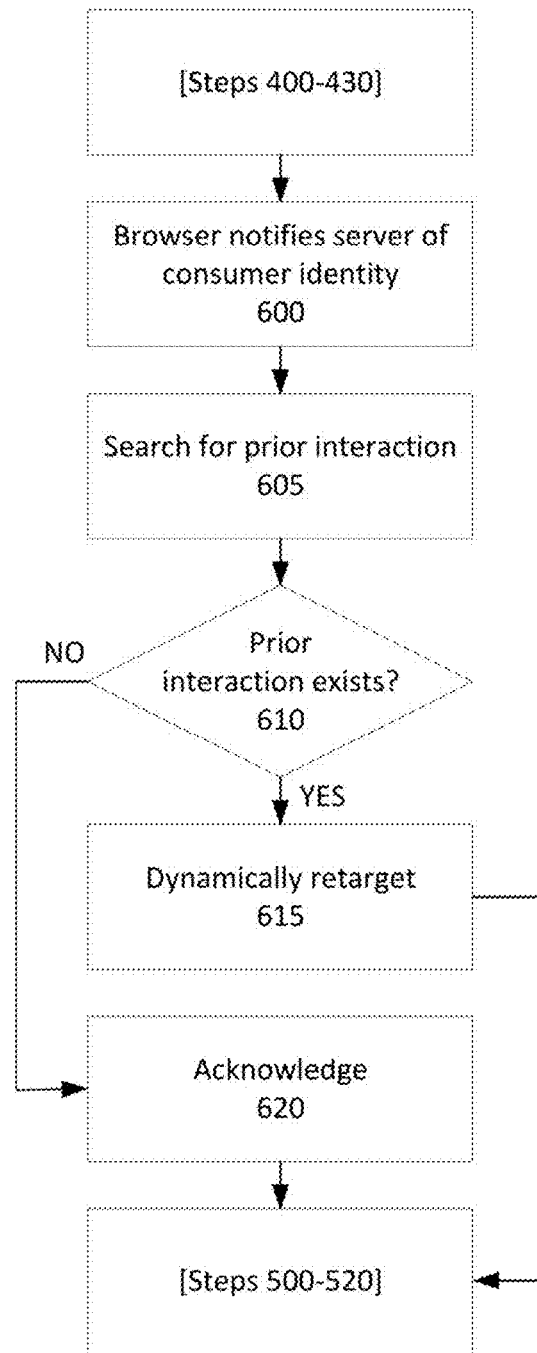 [Steps 400-430]
Browser notifies server of
consumer identity
600
Search for prior interaction
605
Prior
interaction exists?
610
NO
YES
Dynamically retarget
615
Acknowledge
620
[Steps 500-520]